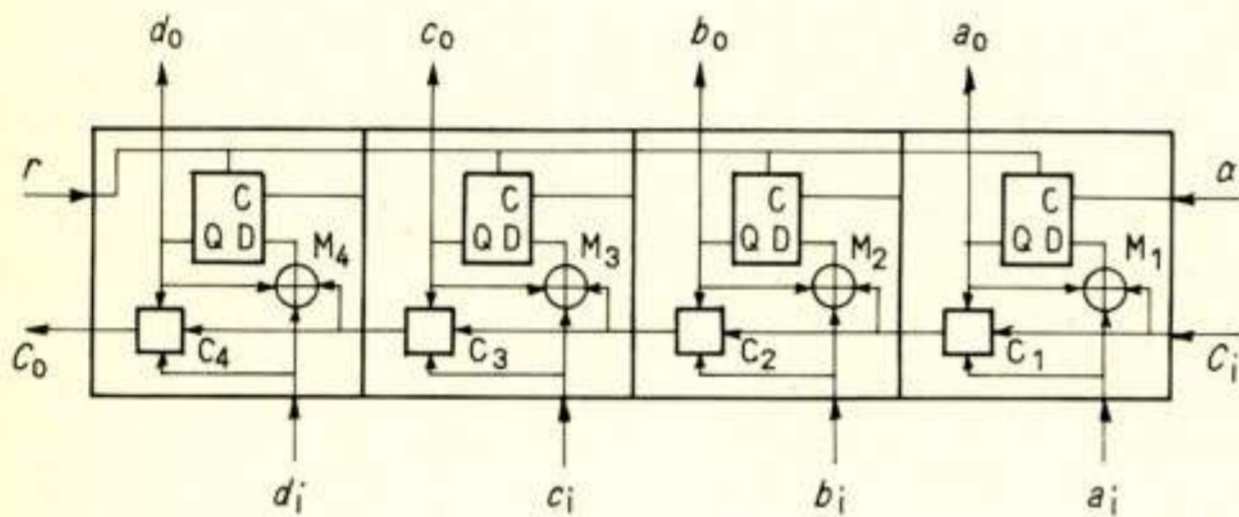 d₀ c₀ b₀ a₀
r C C C C α
Q D M₄ Q D M₃ Q D M₂ Q D M₁
C₀ C₄ C₃ C₂ C₁ Cᵢ
dᵢ cᵢ bᵢ aᵢ